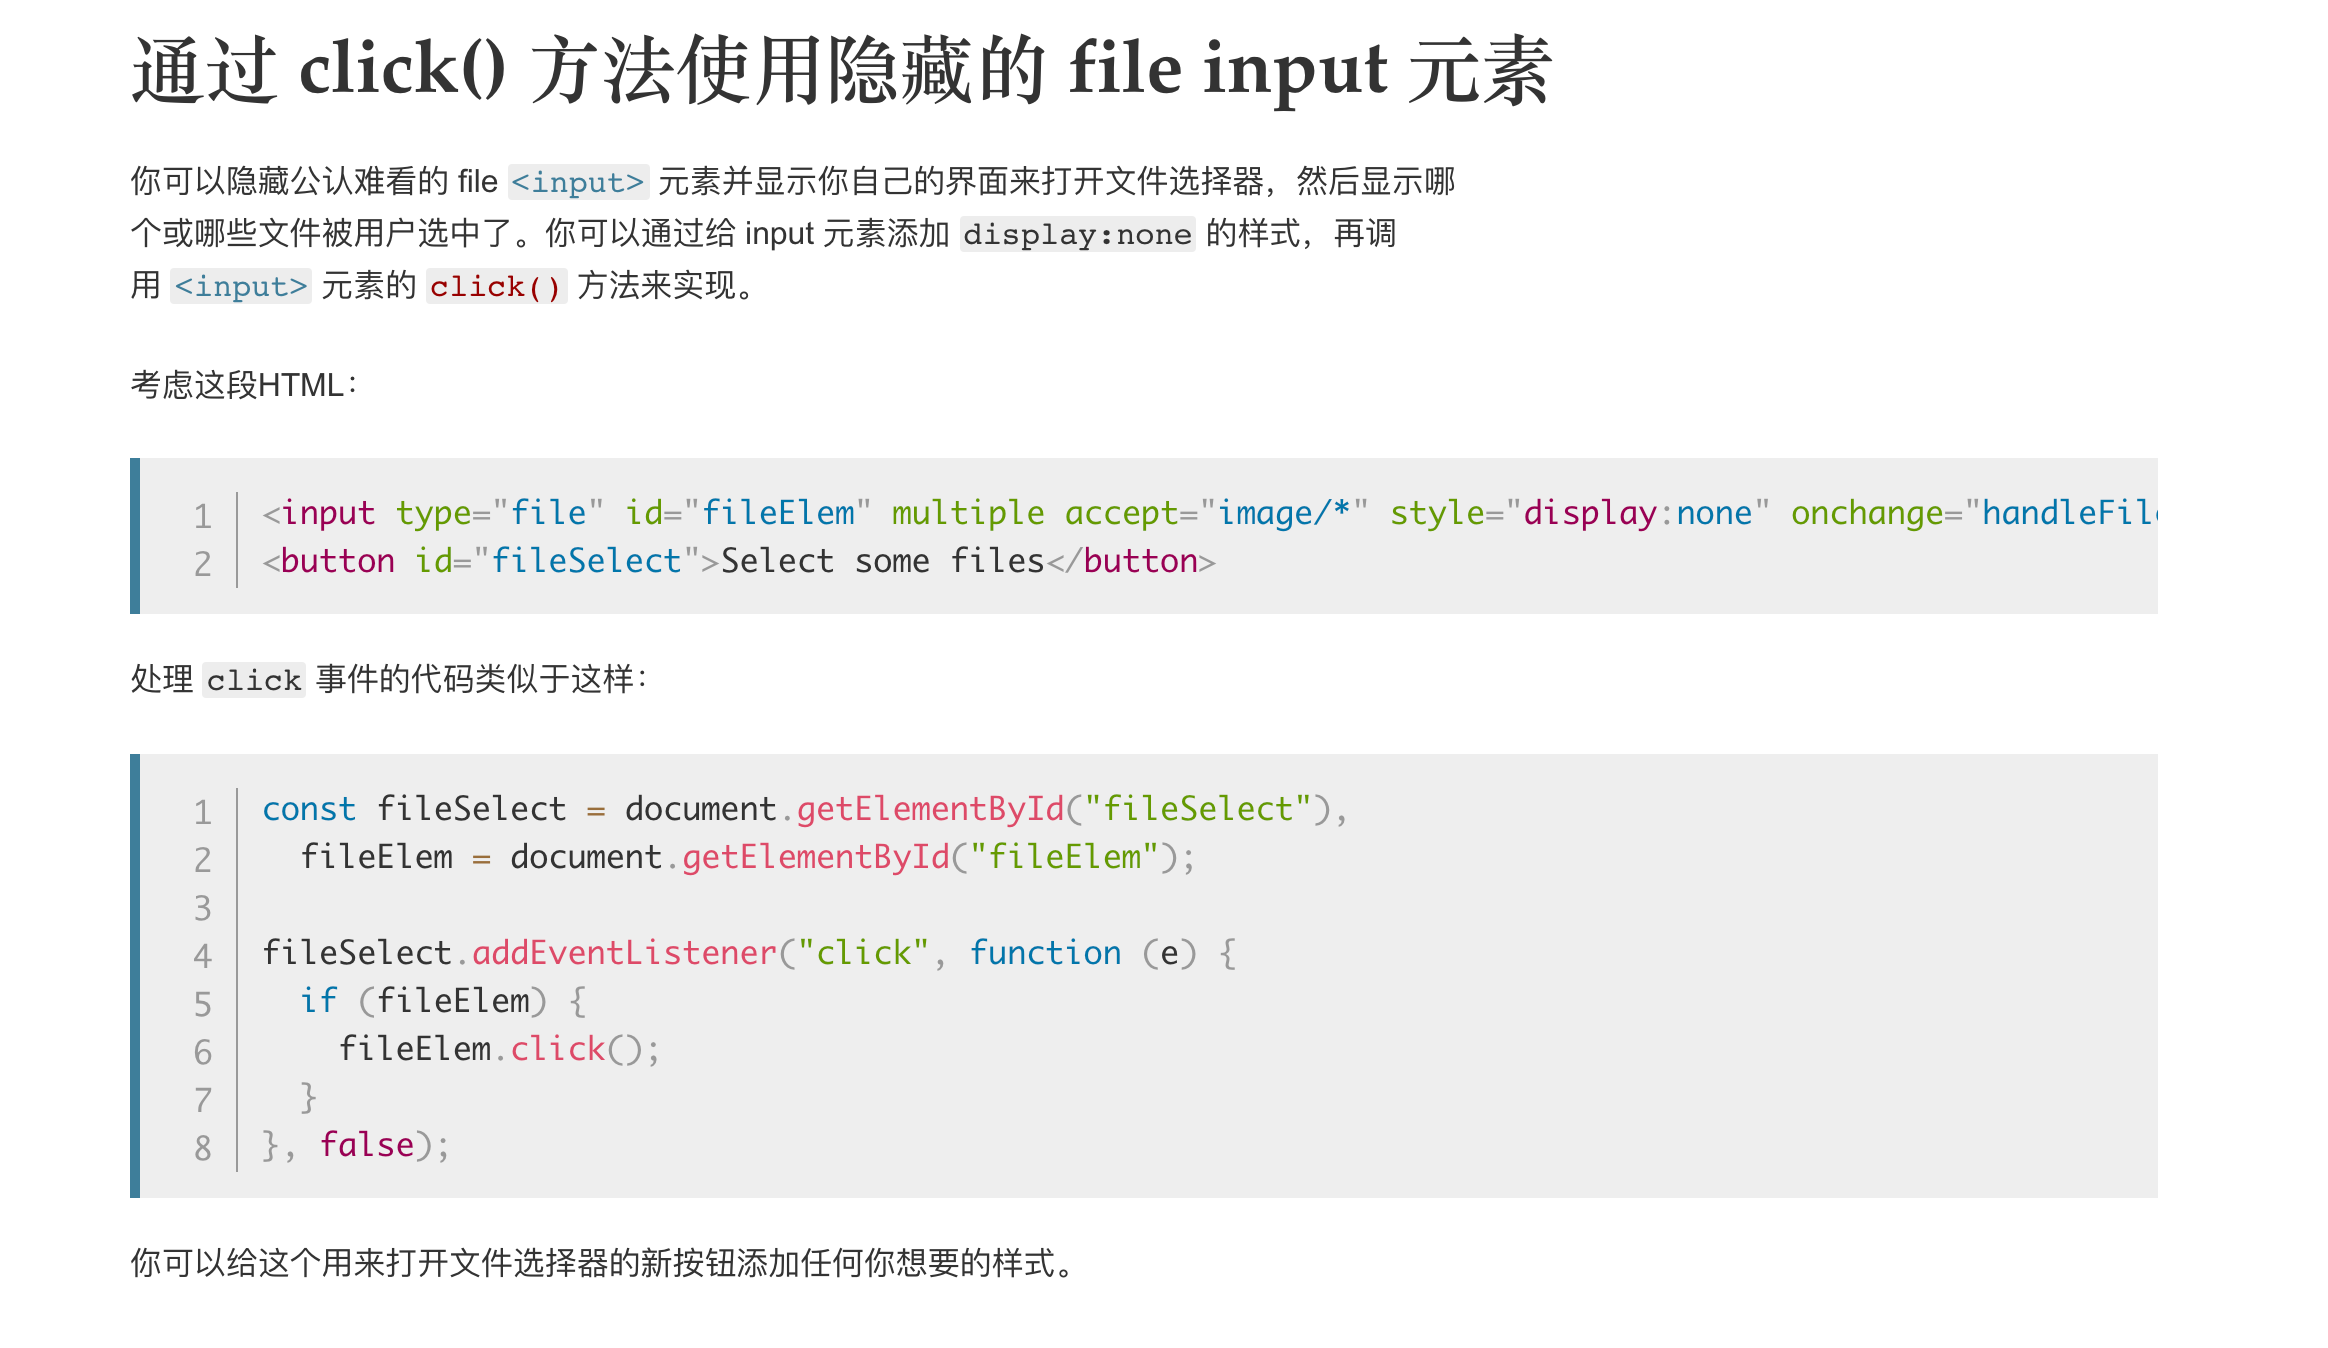 通过 click() 方法使用隐藏的 file input 元素
你可以隐藏公认难看的 file <input> 元素并显示你自己的界面来打开文件选择器，然后显示哪
个或哪些文件被用户选中了。你可以通过给 input 元素添加 display:none 的样式，再调
用 <input> 元素的 click() 方法来实现。
考虑这段HTML：
1 <input type="file" id="fileElem" multiple accept="image/*" style="display:none" onchange="handleFil
2 <button id="fileSelect">Select some files</button>
处理 click 事件的代码类似于这样：
1 const fileSelect = document.getElementById("fileSelect"),
2   fileElem = document.getElementById("fileElem");
3
4 fileSelect.addEventListener("click", function (e) {
5   if (fileElem) {
6     fileElem.click();
7   }
8 }, false);
你可以给这个用来打开文件选择器的新按钮添加任何你想要的样式。